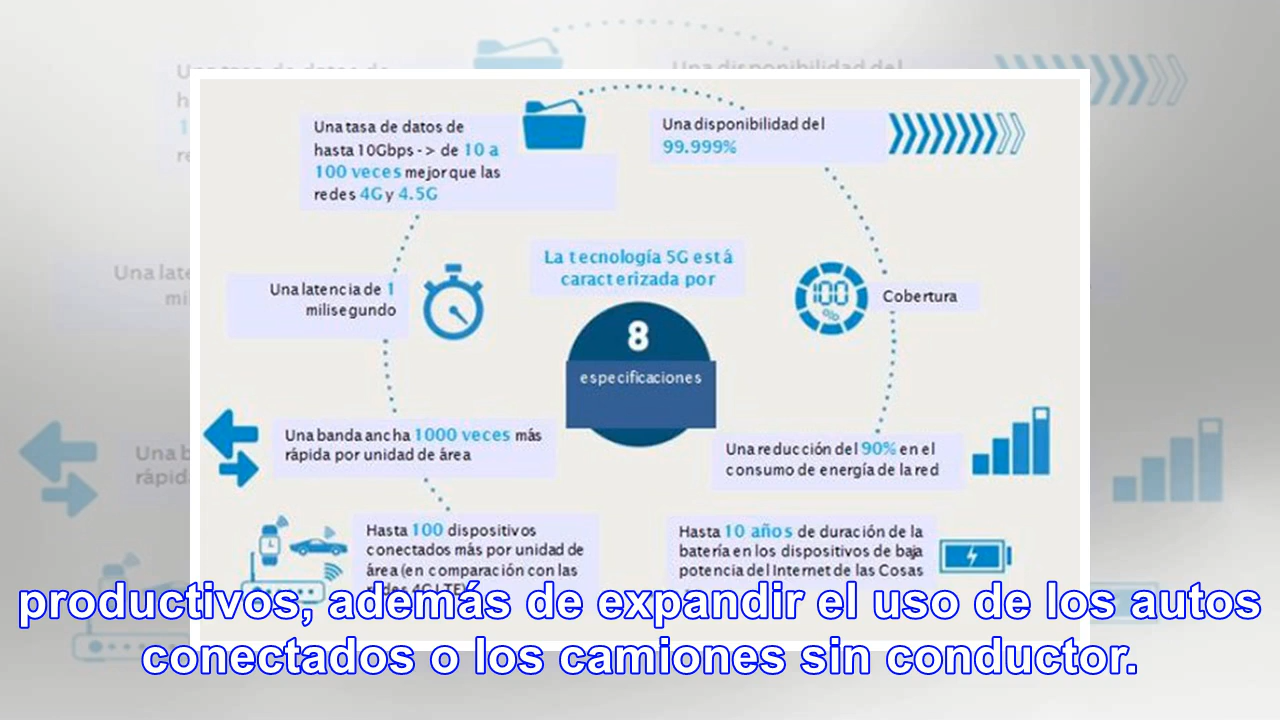 Una tasa de datos de
hasta 10Gbps -> de 10 a
100 veces mejor que las
redes 4G y 4.5G
Una disponibilidad del
99.999%
La tecnología 5G está
caracterizada por
8
especificaciones
Una latencia de 1
milisegundo
100
%
Cobertura
Una banda ancha 1000 veces más
rápida por unidad de área
Una reducción del 90% en el
consumo de energía de la red
Hasta 100 dispositivos
conectados más por unidad de
área (en comparación con las
redes 4G LTE)
Hasta 10 años de duración de la
batería en los dispositivos de baja
potencia del Internet de las Cosas
productivos, además de expandir el uso de los autos
conectados o los camiones sin conductor.